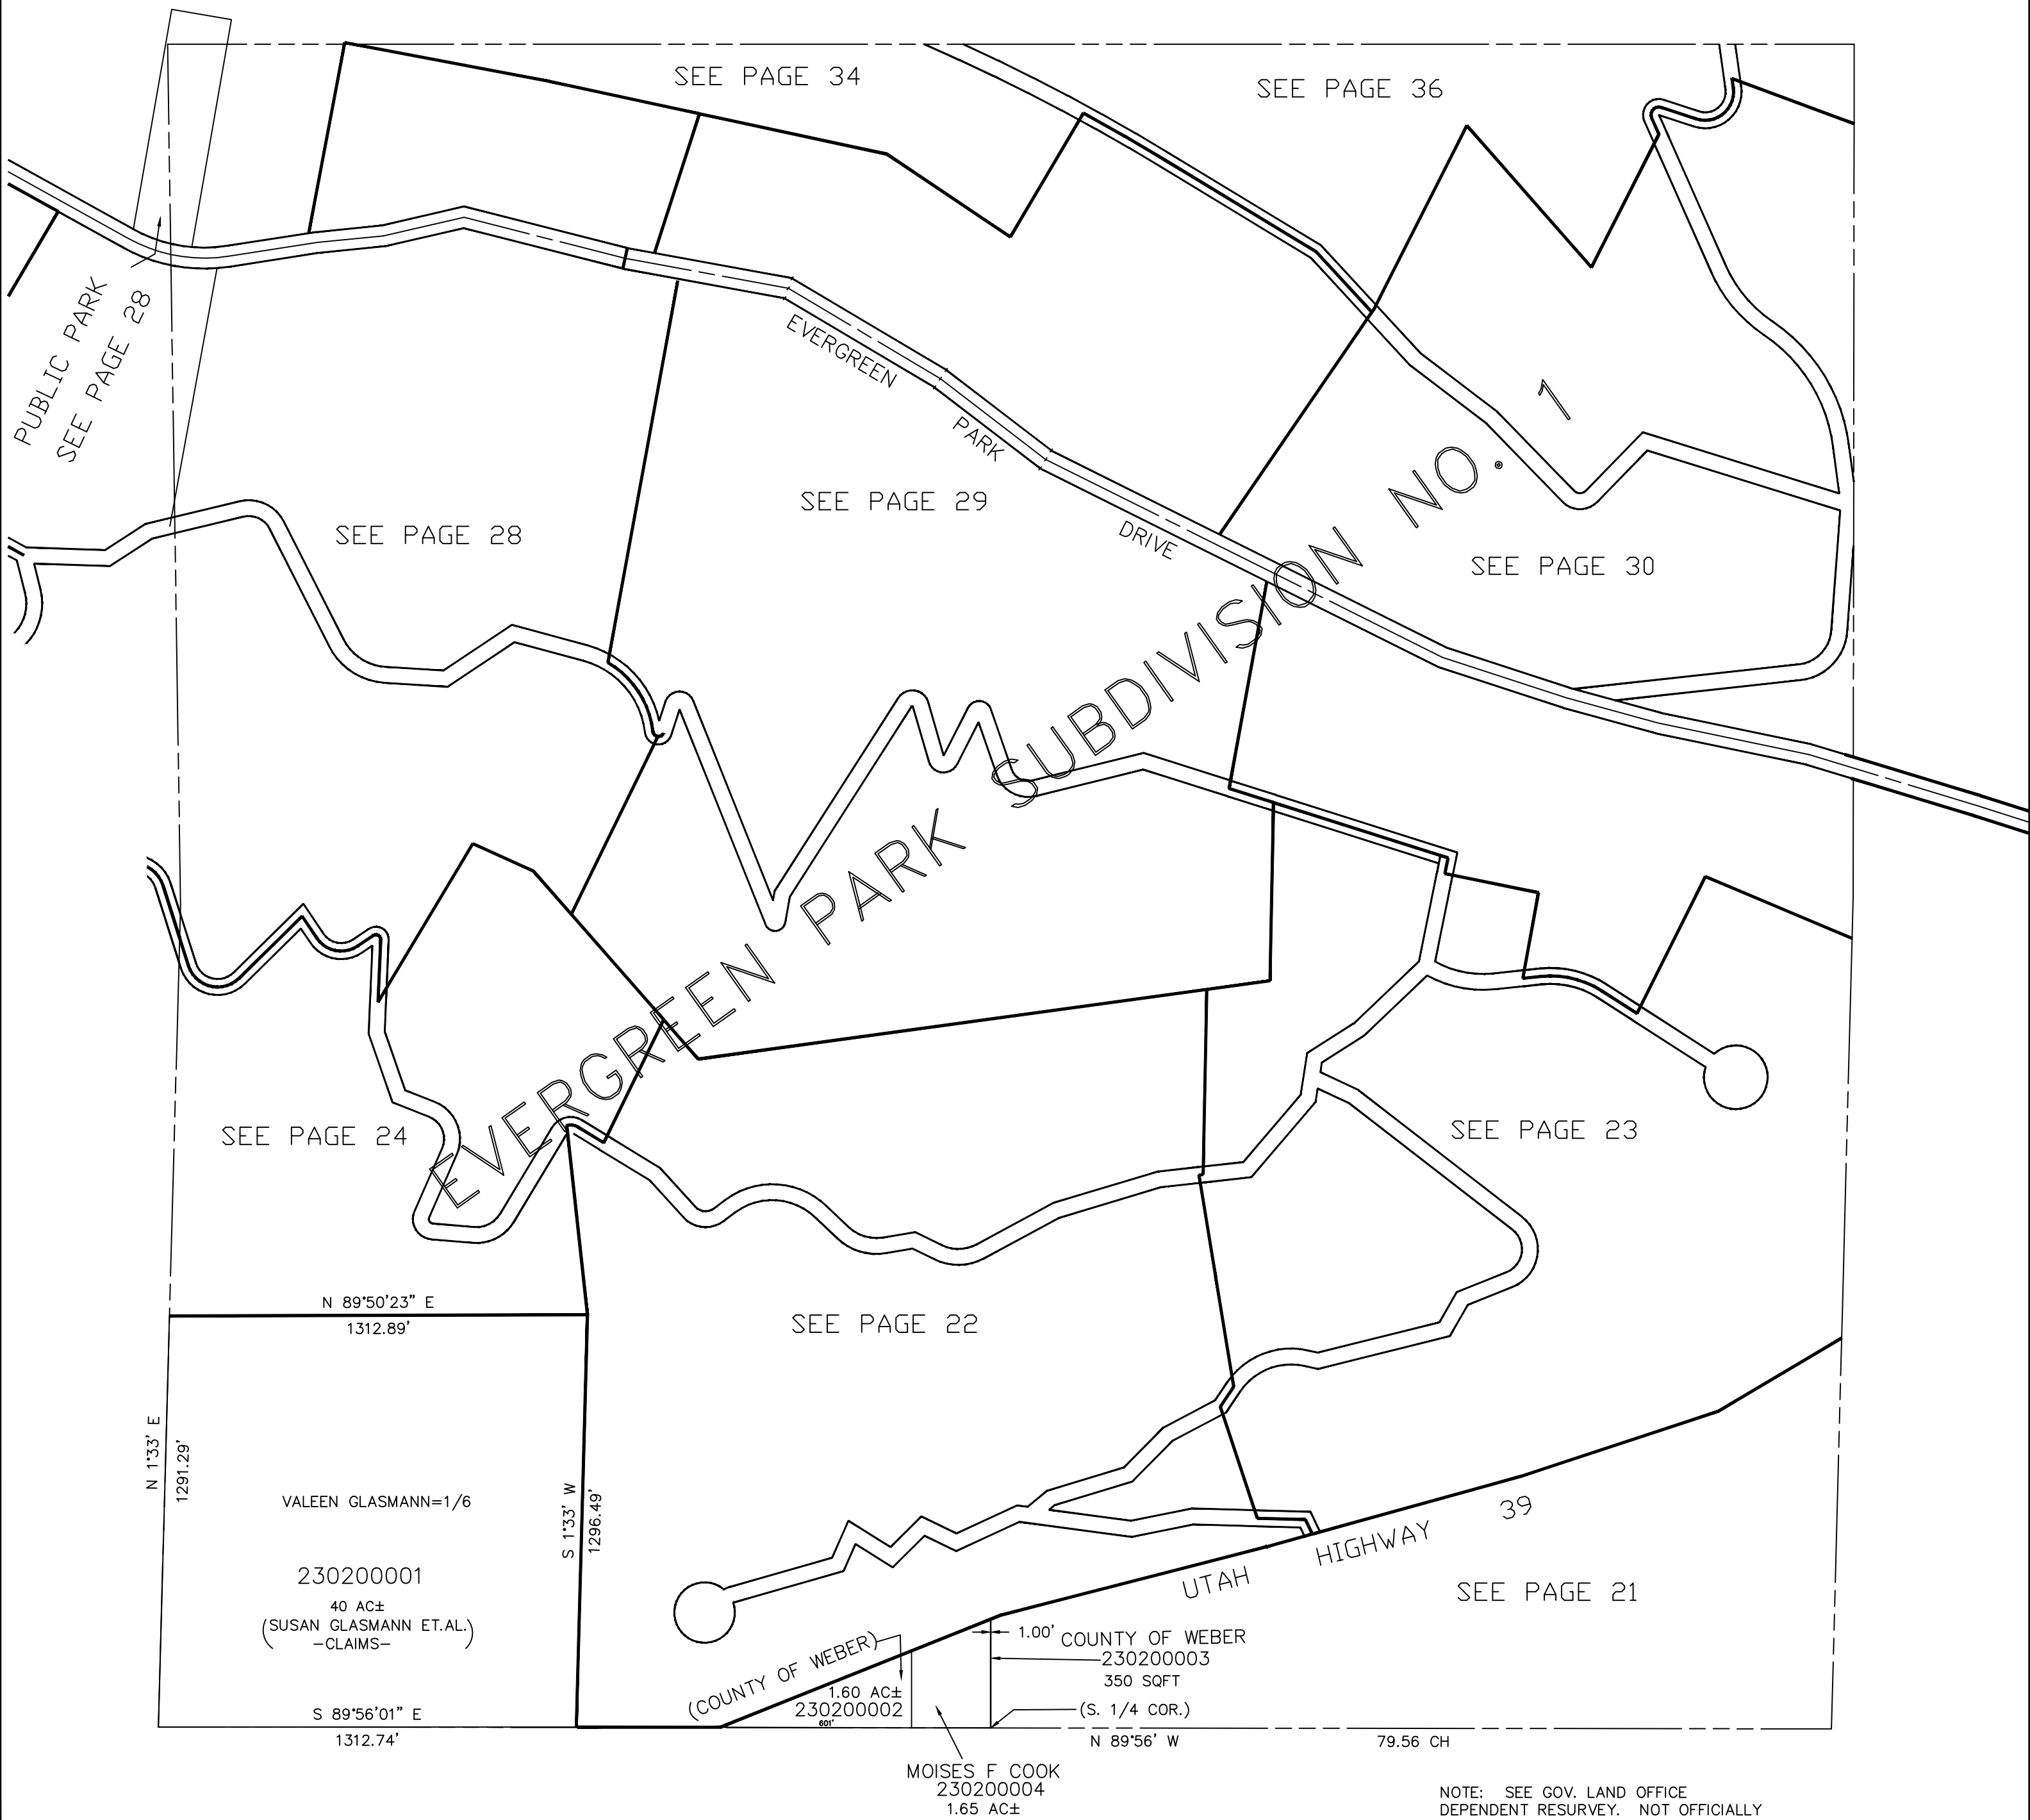 SEE PAGE 34
SEE PAGE 36
PUBLIC PARK
SEE PAGE 28
EVERGREEN PARK DRIVE
SEE PAGE 28
SEE PAGE 29
SEE PAGE 30
EVERGREEN PARK SUBDIVISION NO. 1
SEE PAGE 24
SEE PAGE 23
N 89°50'23" E
1312.89'
SEE PAGE 22
N 1°33' E
1291.29'
VALEEN GLASMANN=1/6
230200001
40 AC±
(SUSAN GLASMANN ET.AL.)
-CLAIMS-
S 1°33' W
1296.49'
S 89°56'01" E
1312.74'
UTAH HIGHWAY 39
SEE PAGE 21
(COUNTY OF WEBER)
1.60 AC±
230200002
601'
1.00'
COUNTY OF WEBER
230200003
350 SQFT
(S. 1/4 COR.)
N 89°56' W
79.56 CH
MOISES F COOK
230200004
1.65 AC±
NOTE: SEE GOV. LAND OFFICE
DEPENDENT RESURVEY. NOT OFFICIALLY